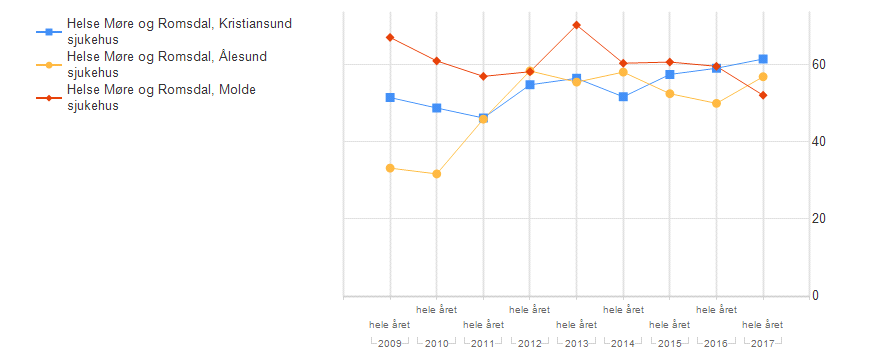 Helse Møre og Romsdal, Kristiansund
sjukehus
Helse Møre og Romsdal, Ålesund
sjukehus
Helse Møre og Romsdal, Molde
sjukehus
60
40
20
0
hele året hele året hele året hele året
hele året hele året hele året hele året hele året
2009 2010 2011 2012 2013 2014 2015 2016 2017